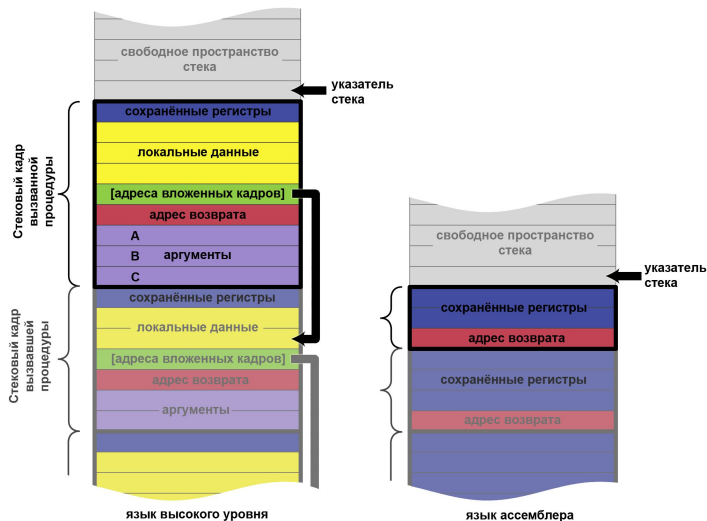 свободное пространство
стека
указатель
стека
Стековый кадр
вызванной
процедуры
сохранённые регистры
локальные данные
[адреса вложенных кадров]
адрес возврата
A
B
аргументы
C
Стековый кадр
вызвавшей
процедуры
сохранённые регистры
локальные данные
[адреса вложенных кадров]
адрес возврата
аргументы
язык высокого уровня
свободное пространство
стека
указатель
стека
сохранённые регистры
адрес возврата
сохранённые регистры
адрес возврата
язык ассемблера